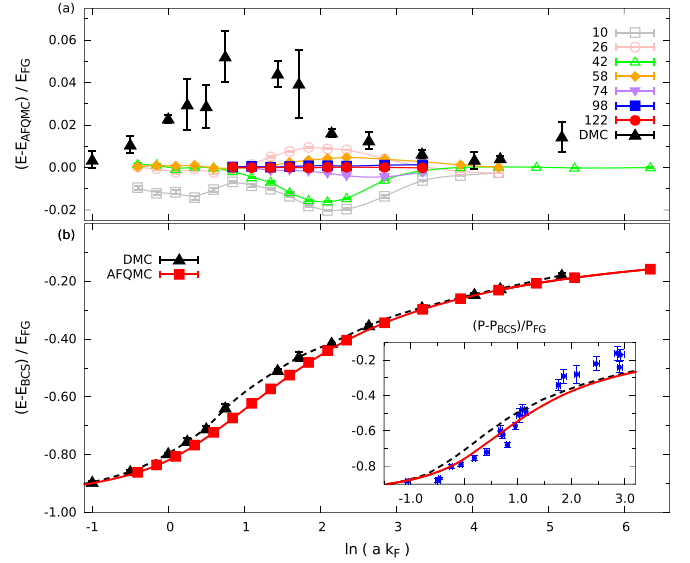 (a)
0.06
0.04
0.02
0.00
-0.02
(E-E_AFQMC) / E_FG
10
26
42
58
74
98
122
DMC
(b)
DMC
AFQMC
-0.20
-0.40
-0.60
-0.80
-1.00
(E-E_BCS) / E_FG
(P-P_BCS)/P_FG
-0.2
-0.4
-0.6
-0.8
-1.0 0.0 1.0 2.0 3.0
-1 0 1 2 3 4 5 6
ln ( a k_F )